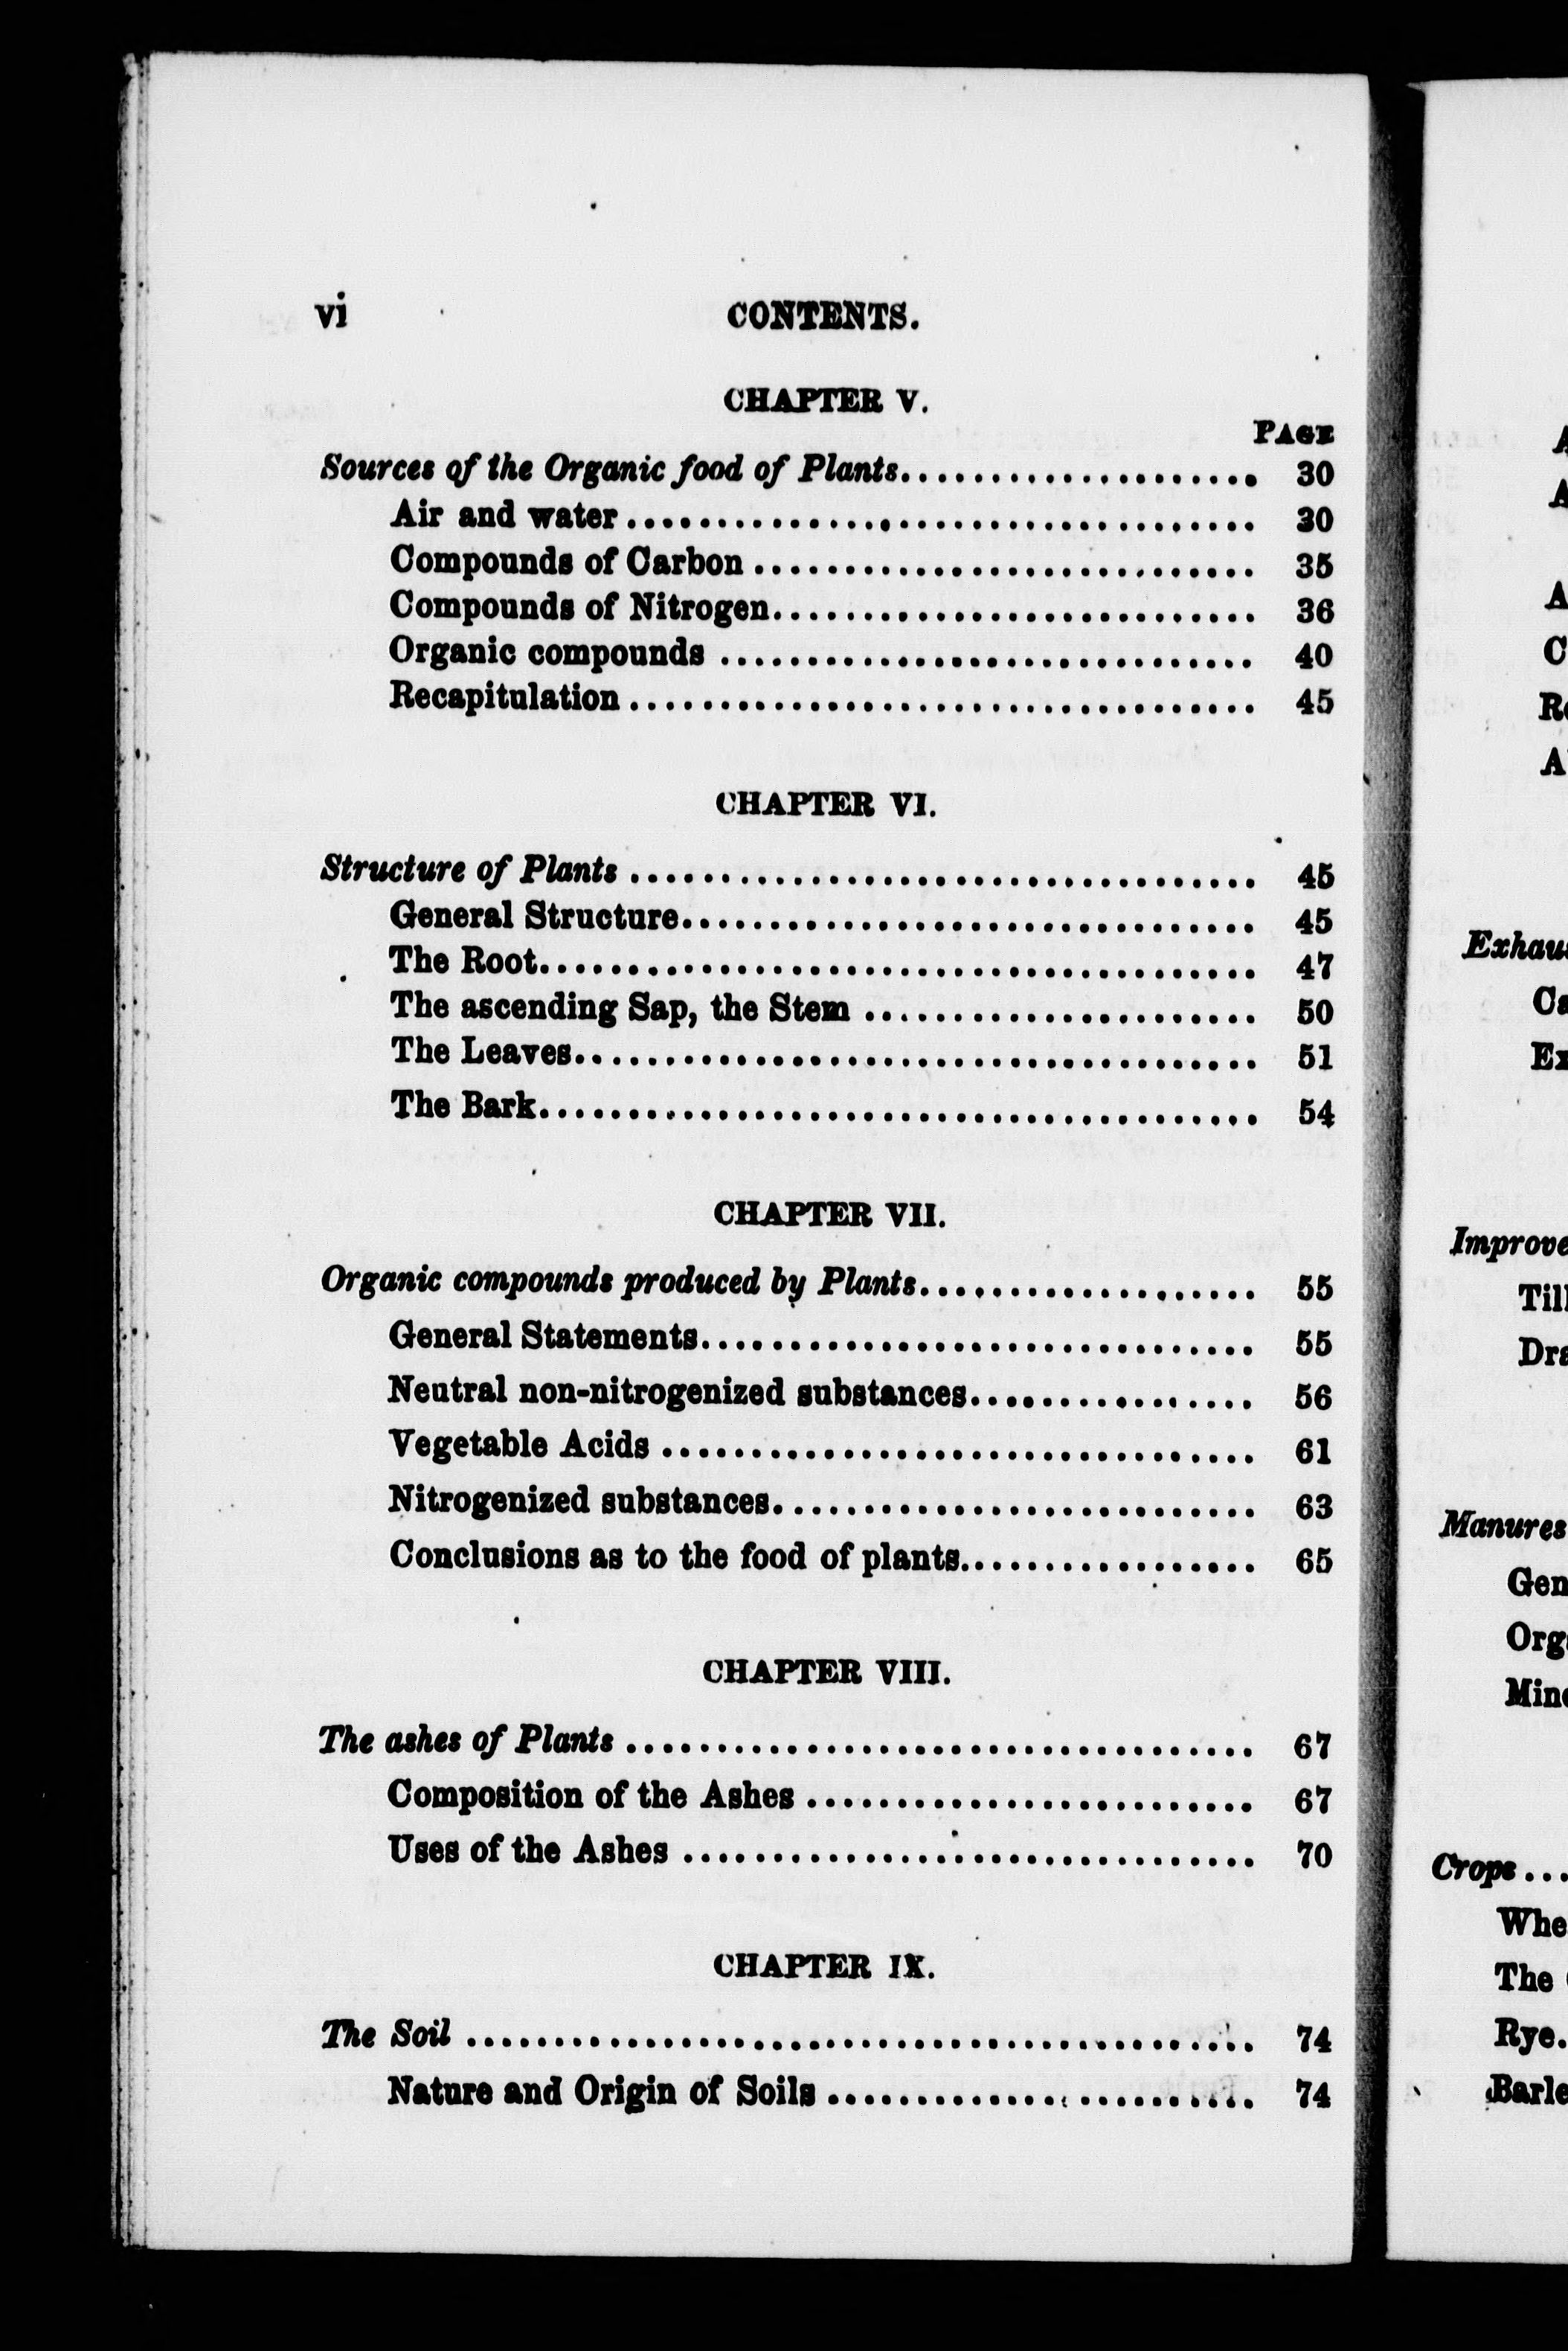 vi CONTENTS.
CHAPTER V.
PAGE
Sources of the Organic food of Plants.................... 30
Air and water.................................. 30
Compounds of Carbon ............................ 35
Compounds of Nitrogen........................... 36
Organic compounds .............................. 40
Recapitulation ................................... 45
CHAPTER VI.
Structure of Plants ................................... 45
General Structure................................ 45
The Root........................................ 47
The ascending Sap, the Stem ...................... 50
The Leaves...................................... 51
The Bark........................................ 54
CHAPTER VII.
Organic compounds produced by Plants................... 55
General Statements............................... 55
Neutral non-nitrogenized substances................ 56
Vegetable Acids ................................. 61
Nitrogenized substances........................... 63
Conclusions as to the food of plants................. 65
CHAPTER VIII.
The ashes of Plants ................................... 67
Composition of the Ashes ......................... 67
Uses of the Ashes ................................ 70
CHAPTER IX.
The Soil ............................................ 74
Nature and Origin of Soils ........................ 74
Crops...
The
Rye.